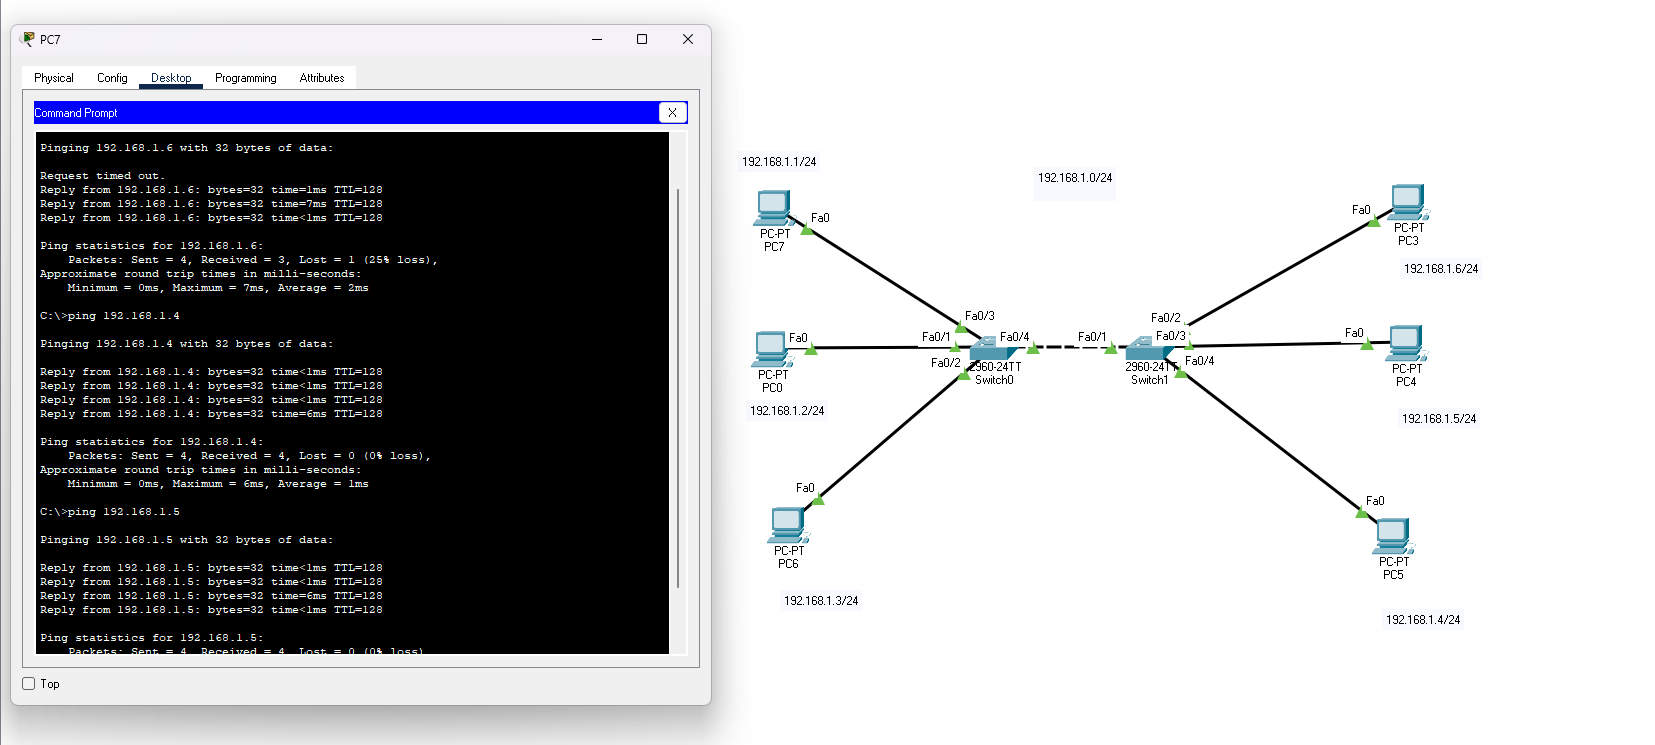 PC7
Physical Config Desktop Programming Attributes
Command Prompt
X
Pinging 192.168.1.6 with 32 bytes of data:
Request timed out.
Reply from 192.168.1.6: bytes=32 time=1ms TTL=128
Reply from 192.168.1.6: bytes=32 time=7ms TTL=128
Reply from 192.168.1.6: bytes=32 time<1ms TTL=128
Ping statistics for 192.168.1.6:
Packets: Sent = 4, Received = 3, Lost = 1 (25% loss),
Approximate round trip times in milli-seconds:
Minimum = 0ms, Maximum = 7ms, Average = 2ms
C:\>ping 192.168.1.4
Pinging 192.168.1.4 with 32 bytes of data:
Reply from 192.168.1.4: bytes=32 time<1ms TTL=128
Reply from 192.168.1.4: bytes=32 time<1ms TTL=128
Reply from 192.168.1.4: bytes=32 time<1ms TTL=128
Reply from 192.168.1.4: bytes=32 time=6ms TTL=128
Ping statistics for 192.168.1.4:
Packets: Sent = 4, Received = 4, Lost = 0 (0% loss),
Approximate round trip times in milli-seconds:
Minimum = 0ms, Maximum = 6ms, Average = 1ms
C:\>ping 192.168.1.5
Pinging 192.168.1.5 with 32 bytes of data:
Reply from 192.168.1.5: bytes=32 time<1ms TTL=128
Reply from 192.168.1.5: bytes=32 time<1ms TTL=128
Reply from 192.168.1.5: bytes=32 time=6ms TTL=128
Reply from 192.168.1.5: bytes=32 time<1ms TTL=128
Ping statistics for 192.168.1.5:
Packets: Sent = 4, Received = 4, Lost = 0 (0% loss)
Top
192.168.1.1/24
Fa0
PC-PT
PC7
Fa0
PC-PT
PC0
192.168.1.2/24
Fa0
PC-PT
PC6
192.168.1.3/24
192.168.1.0/24
Fa0/3
Fa0/1
Fa0/4
Fa0/2
2960-24TT
Switch0
Fa0/1
Fa0/2
Fa0/3
Fa0/4
2960-24TT
Switch1
Fa0
PC-PT
PC3
192.168.1.6/24
Fa0
PC-PT
PC4
192.168.1.5/24
Fa0
PC-PT
PC5
192.168.1.4/24